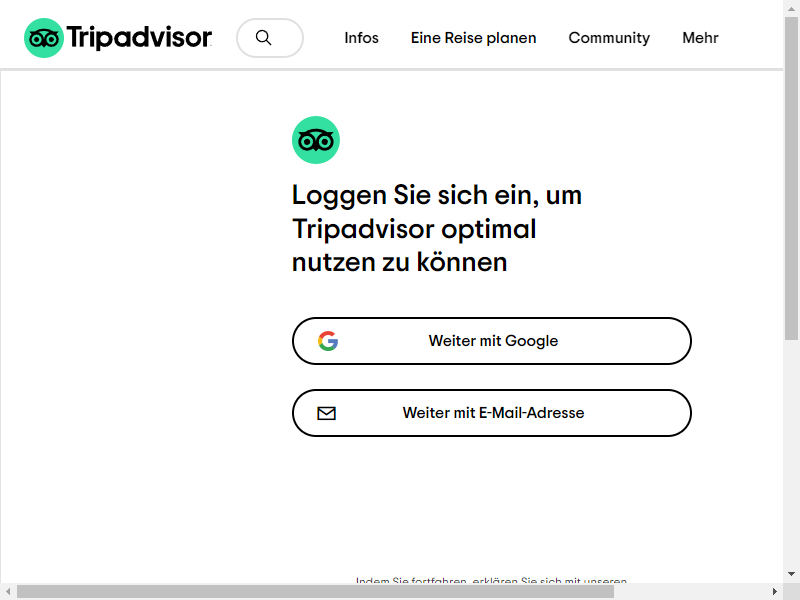 Tripadvisor
Infos
Eine Reise planen
Community
Mehr
Loggen Sie sich ein, um
Tripadvisor optimal
nutzen zu können
Weiter mit Google
Weiter mit E-Mail-Adresse
Indem Sie fortfahren, erklären Sie sich mit unseren